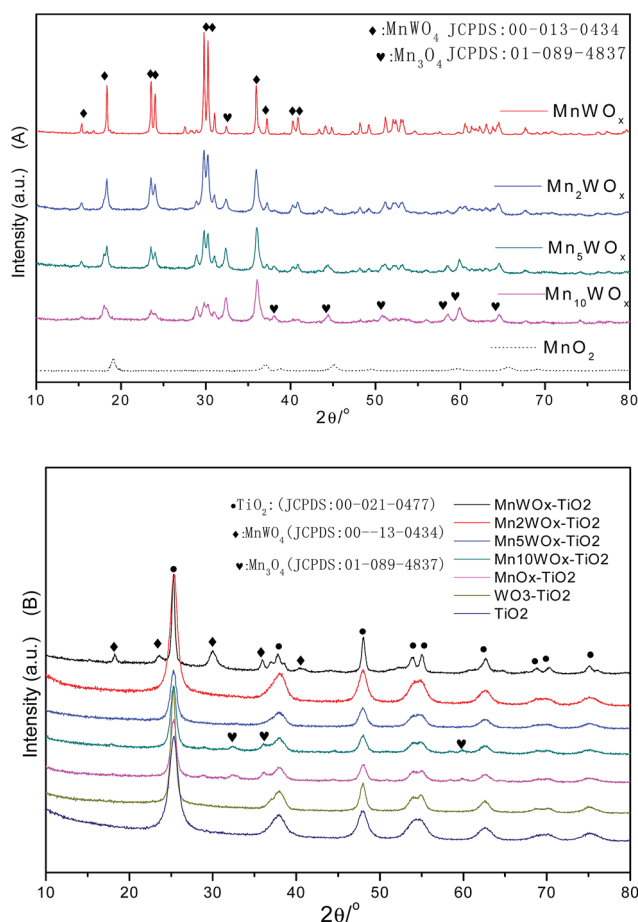 ◆:MnWO₄ JCPDS:00-013-0434
♥:Mn₃O₄ JCPDS:01-089-4837
MnWOₓ
Mn₂WOₓ
Mn₅WOₓ
Mn₁₀WOₓ
MnO₂
Intensity (a.u.) (A)
10 20 30 40 50 60 70 80
2θ/°
●TiO₂:(JCPDS:00-021-0477)
◆:MnWO₄(JCPDS:00--13-0434)
♥:Mn₃O₄(JCPDS:01-089-4837)
MnWOx-TiO2
Mn2WOx-TiO2
Mn5WOx-TiO2
Mn10WOx-TiO2
MnOx-TiO2
WO3-TiO2
TiO2
Intensity (a.u.) (B)
10 20 30 40 50 60 70 80
2θ/°